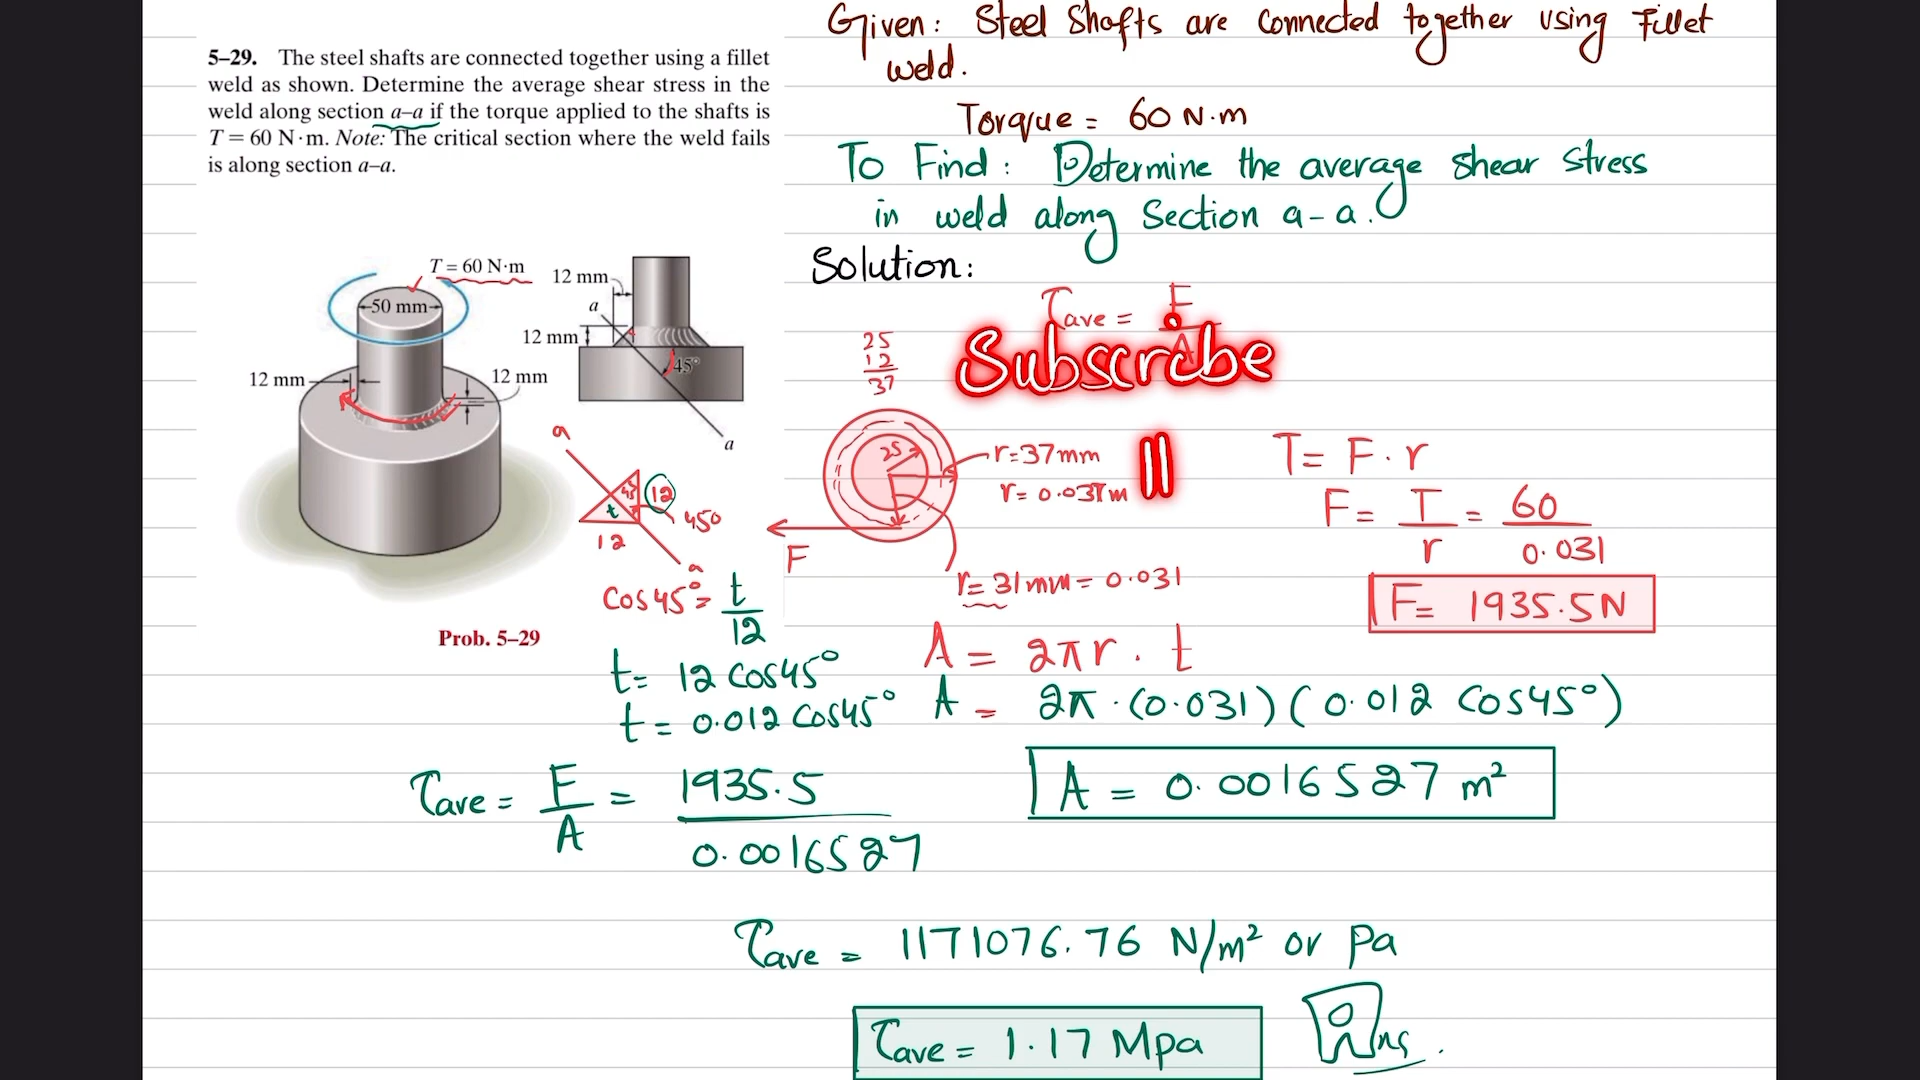 5–29. The steel shafts are connected together using a fillet
weld as shown. Determine the average shear stress in the
weld along section a–a if the torque applied to the shafts is
T = 60 N·m. Note: The critical section where the weld fails
is along section a–a.
Given: Steel Shafts are Connected together using Fillet
weld.
Torque = 60 N.m
To Find: Determine the average shear stress
in weld along Section a-a.
Solution:
T = 60 N·m
50 mm
12 mm
12 mm
12 mm
a
12 mm
45°
a
Prob. 5–29
a
45
12
t
45°
12
a
Cos45° = t/12
t = 12 Cos45°
t = 0.012 Cos45°
τave = F/A
Subscribe
25
12
37
25
r=37mm
r=0.037m
F
r=31mm=0.031
T = F.r
F = T/r = 60/0.031
F = 1935.5N
A = 2πr.t
A = 2π.(0.031)(0.012 Cos45°)
A = 0.0016527 m²
τave = F/A = 1935.5/0.0016527
τave = 1171076.76 N/m² or pa
τave = 1.17 Mpa
Ans.